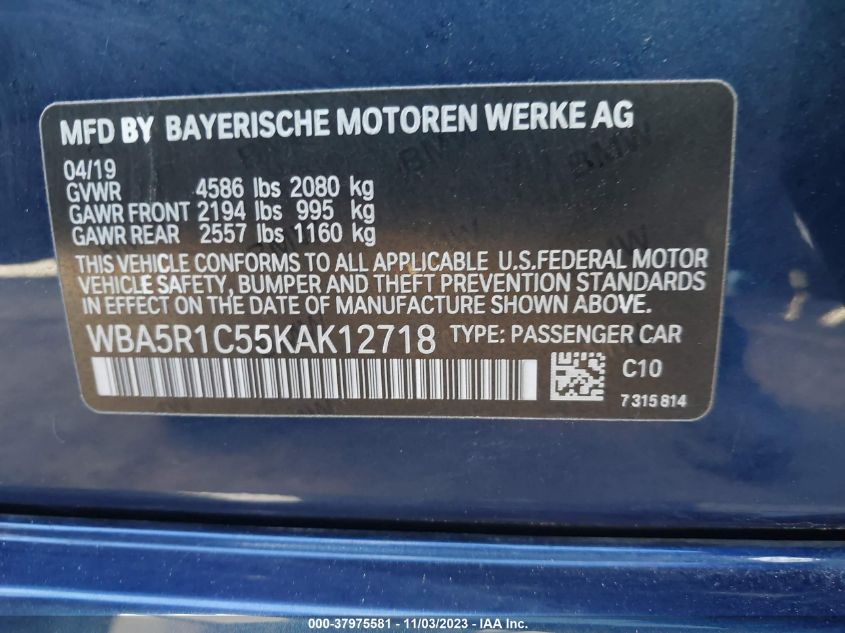 MFD BY BAYERISCHE MOTOREN WERKE AG
04/19
GVWR 4586 lbs 2080 kg
GAWR FRONT 2194 lbs 995 kg
GAWR REAR 2557 lbs 1160 kg
THIS VEHICLE CONFORMS TO ALL APPLICABLE U.S.FEDERAL MOTOR
VEHICLE SAFETY, BUMPER AND THEFT PREVENTION STANDARDS
IN EFFECT ON THE DATE OF MANUFACTURE SHOWN ABOVE.
WBA5R1C55KAK12718 TYPE: PASSENGER CAR
C10
7315814
000-37975581 - 11/03/2023 - IAA Inc.